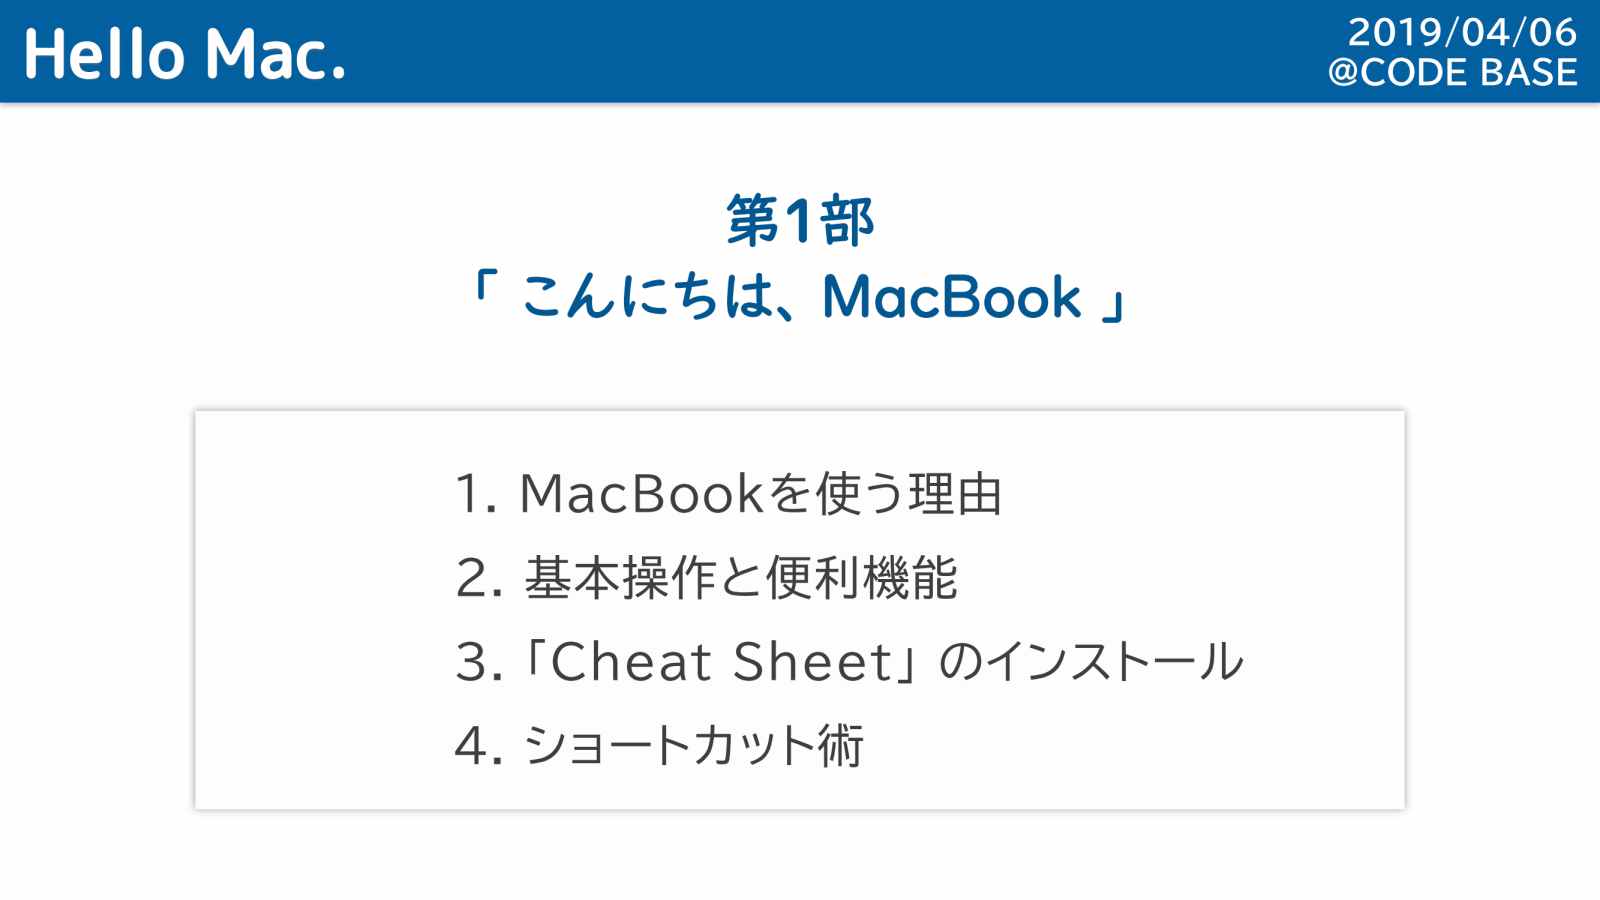 Hello Mac.
2019/04/06
@CODE BASE
第1部
「 こんにちは、MacBook 」
1. MacBookを使う理由
2. 基本操作と便利機能
3. 「Cheat Sheet」 のインストール
4. ショートカット術